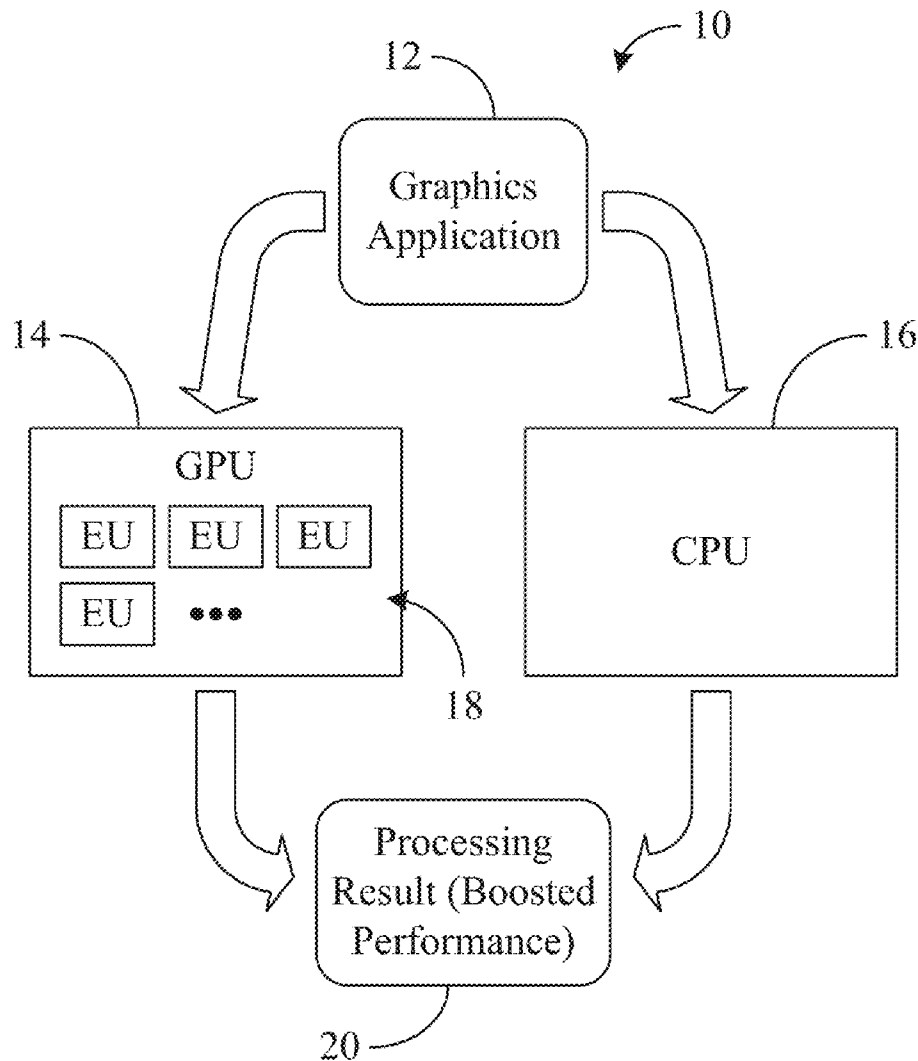 10
12
Graphics
Application
14
16
GPU
EU EU EU
EU •••
CPU
18
Processing
Result (Boosted
Performance)
20